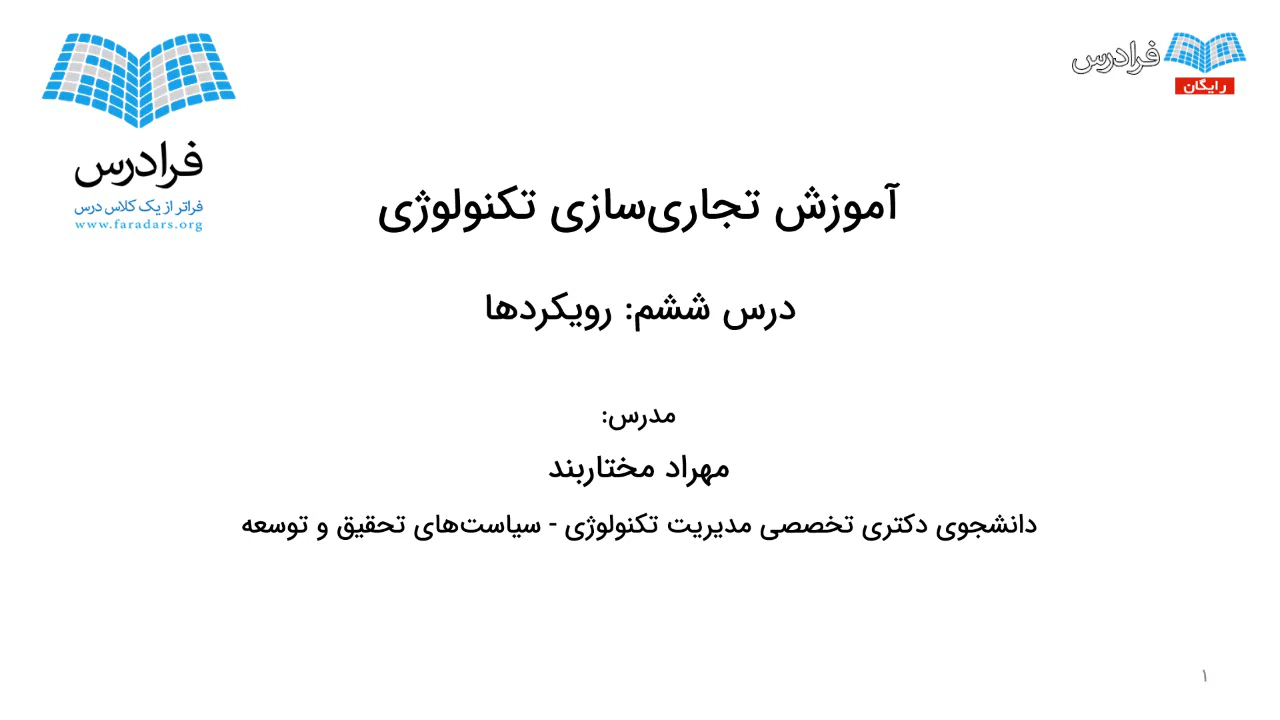 فرادرس
رایگان
فرادرس
فراتر از یک کلاس درس
www.faradars.org
آموزش تجاری‌سازی تکنولوژی
درس ششم: رویکردها
مدرس:
مهراد مختاربند
دانشجوی دکتری تخصصی مدیریت تکنولوژی - سیاست‌های تحقیق و توسعه
۱